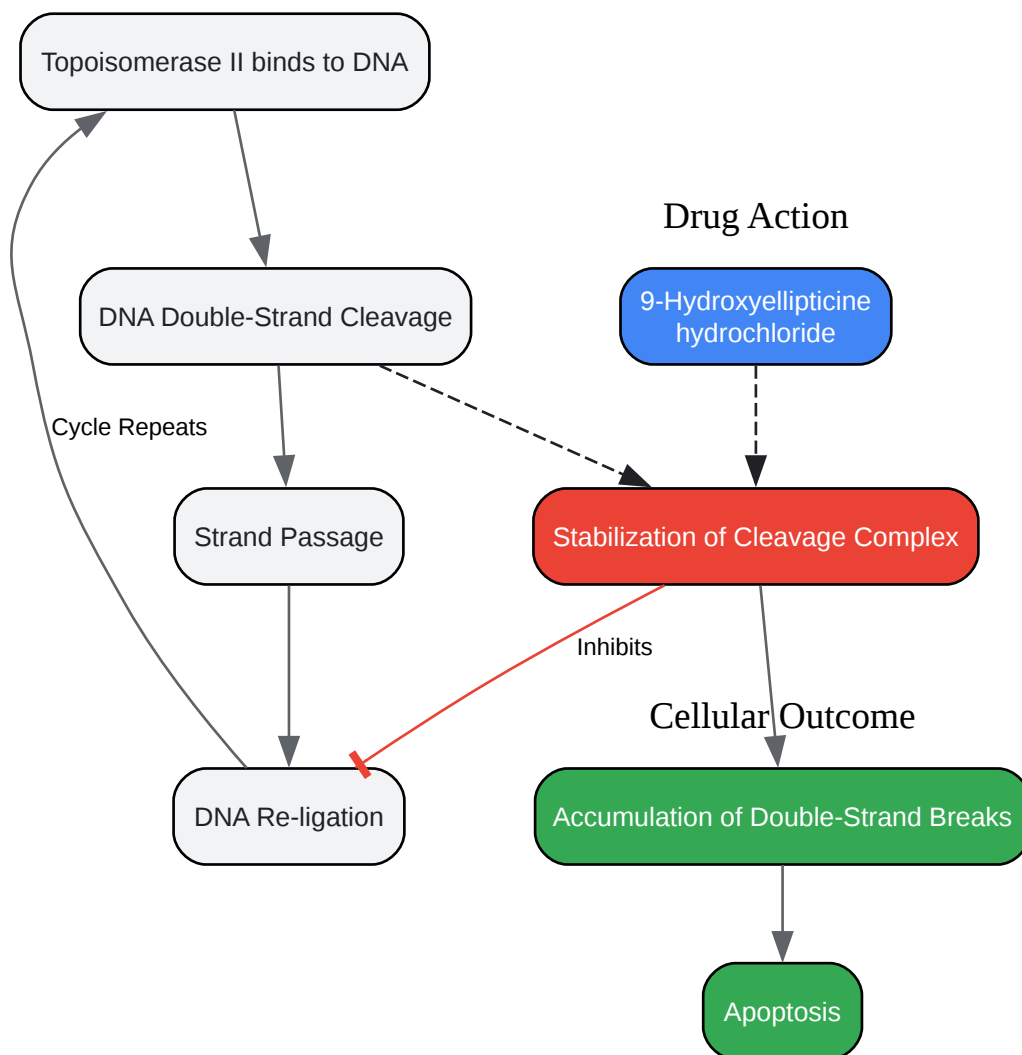 Topoisomerase II binds to DNA
Drug Action
DNA Double-Strand Cleavage
9-Hydroxyellipticine
hydrochloride
Cycle Repeats
Strand Passage
Stabilization of Cleavage Complex
Inhibits
Cellular Outcome
DNA Re-ligation
Accumulation of Double-Strand Breaks
Apoptosis